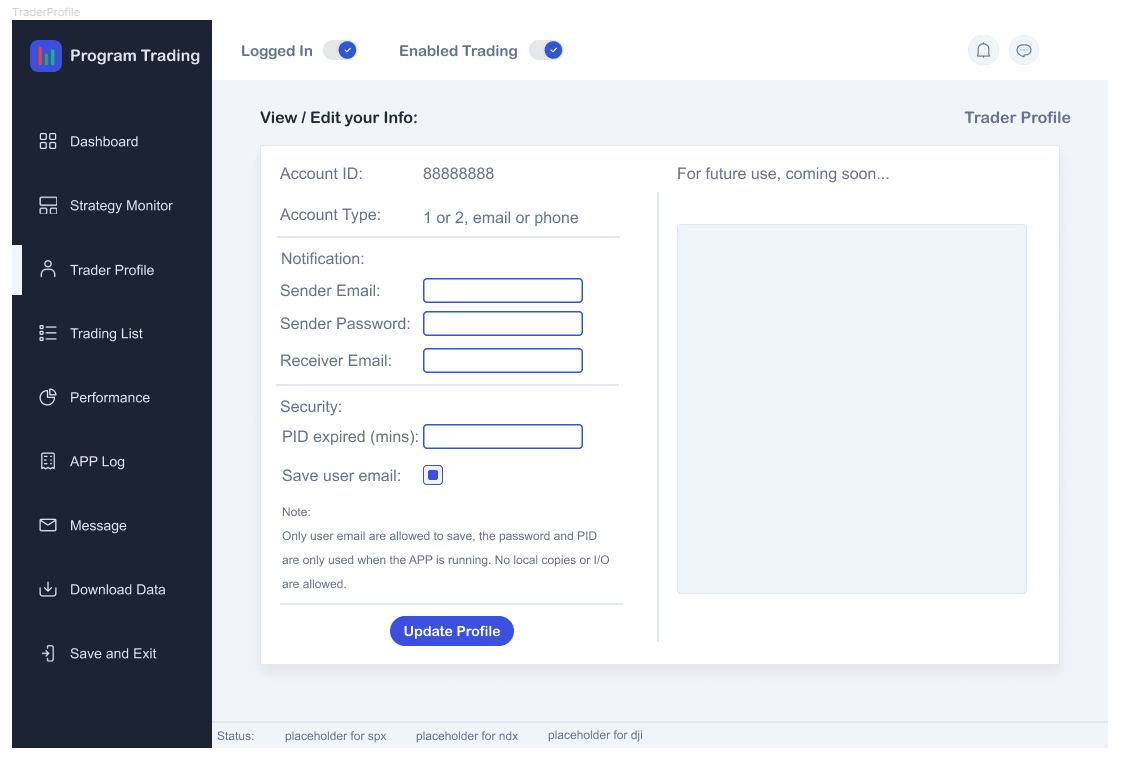 TraderProfile
Program Trading
Logged In
Enabled Trading
Dashboard
Strategy Monitor
Trader Profile
Trading List
Performance
APP Log
Message
Download Data
Save and Exit
View / Edit your Info:
Trader Profile
Account ID: 88888888
Account Type: 1 or 2, email or phone
Notification:
Sender Email:
Sender Password:
Receiver Email:
Security:
PID expired (mins):
Save user email:
Note:
Only user email are allowed to save, the password and PID
are only used when the APP is running. No local copies or I/O
are allowed.
Update Profile
For future use, coming soon...
Status: placeholder for spx placeholder for ndx placeholder for dji